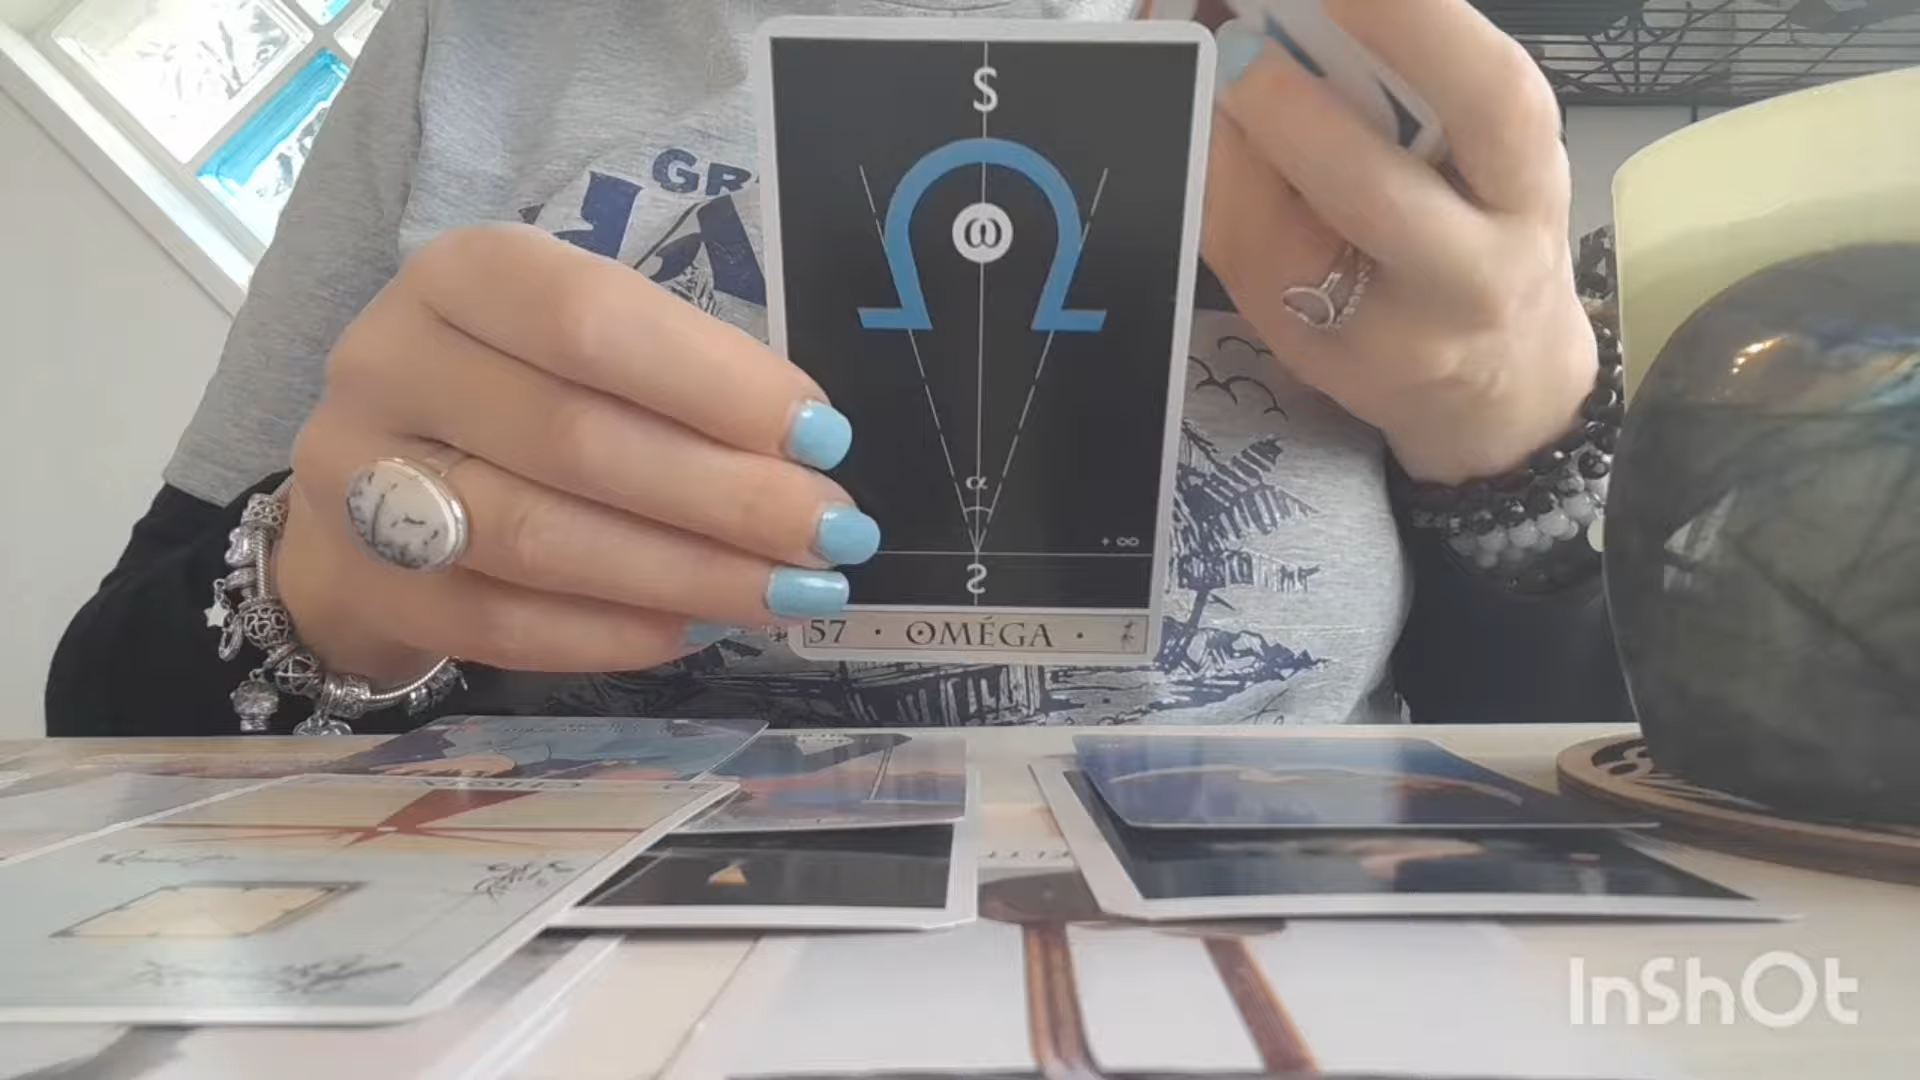 GR
S
ω
α
+ ∞
S
57 · OMÉGA ·
InShOt